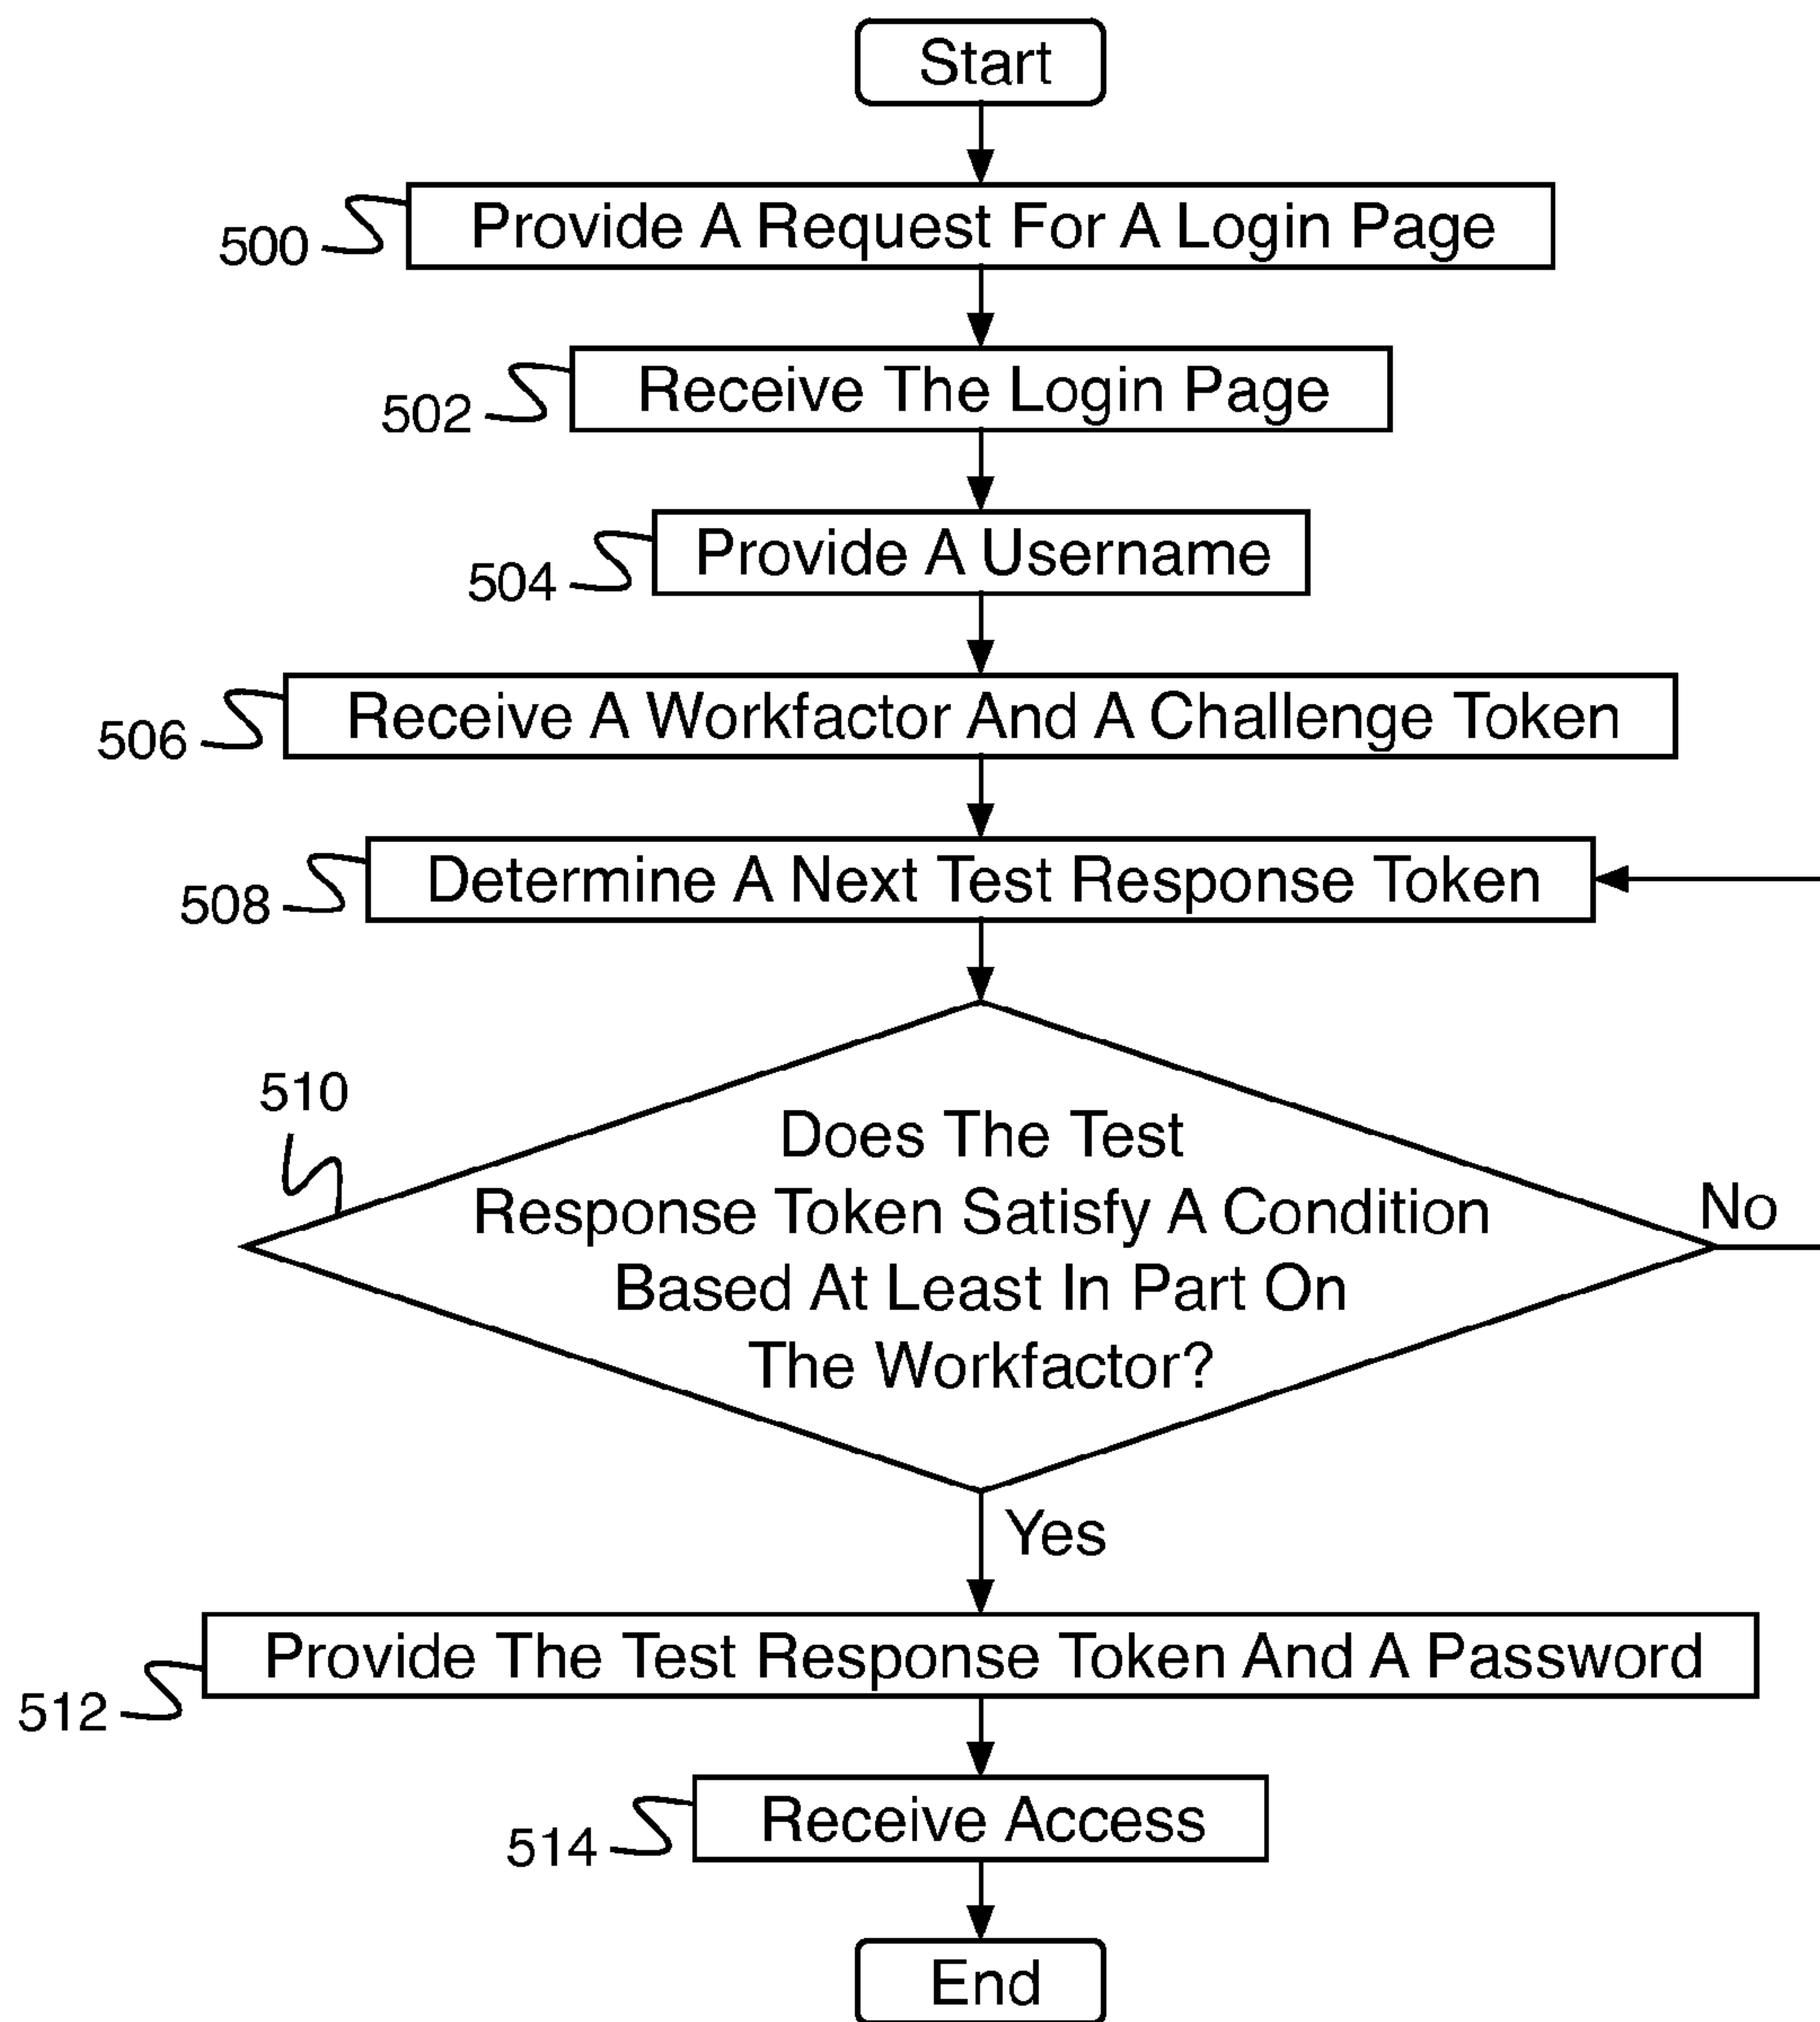 Start
Provide A Request For A Login Page
500
Receive The Login Page
502
Provide A Username
504
Receive A Workfactor And A Challenge Token
506
Determine A Next Test Response Token
508
510
Does The Test
Response Token Satisfy A Condition
Based At Least In Part On
The Workfactor?
No
Yes
Provide The Test Response Token And A Password
512
Receive Access
514
End